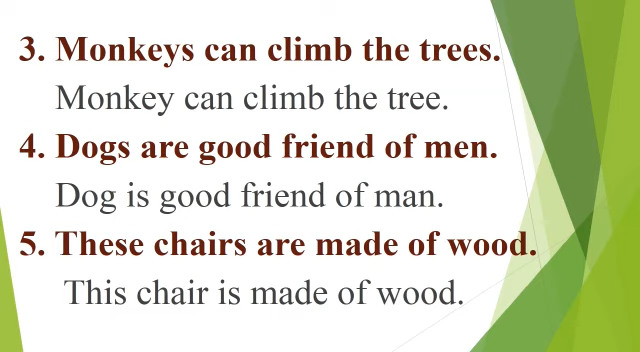 3. Monkeys can climb the trees.
Monkey can climb the tree.
4. Dogs are good friend of men.
Dog is good friend of man.
5. These chairs are made of wood.
This chair is made of wood.